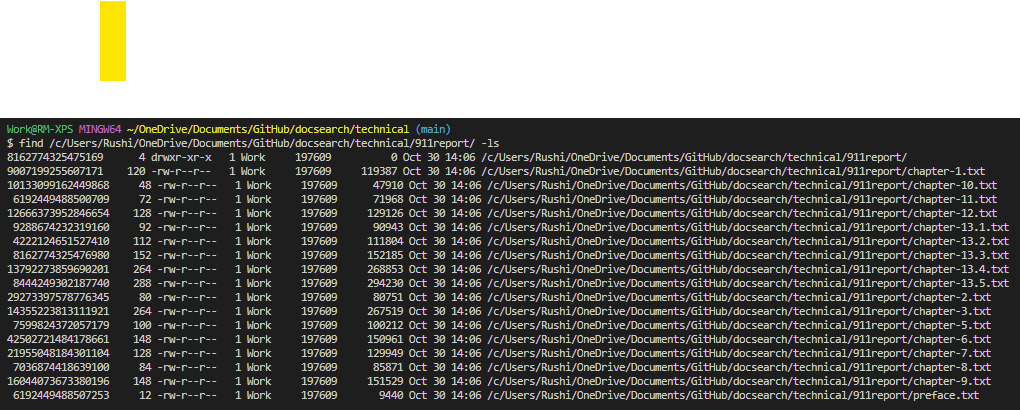 Work@RM-XPS MINGW64 ~/OneDrive/Documents/GitHub/docsearch/technical (main)
$ find /c/Users/Rushi/OneDrive/Documents/GitHub/docsearch/technical/911report/ -ls
8162774325475169      4 drwxr-xr-x   1 Work     197609          0 Oct 30 14:06 /c/Users/Rushi/OneDrive/Documents/GitHub/docsearch/technical/911report/
9007199255607171    120 -rw-r--r--   1 Work     197609     119387 Oct 30 14:06 /c/Users/Rushi/OneDrive/Documents/GitHub/docsearch/technical/911report/chapter-1.txt
10133099162449868     48 -rw-r--r--   1 Work     197609      47910 Oct 30 14:06 /c/Users/Rushi/OneDrive/Documents/GitHub/docsearch/technical/911report/chapter-10.txt
6192449488500709     72 -rw-r--r--   1 Work     197609      71968 Oct 30 14:06 /c/Users/Rushi/OneDrive/Documents/GitHub/docsearch/technical/911report/chapter-11.txt
12666373952846654    128 -rw-r--r--   1 Work     197609     129126 Oct 30 14:06 /c/Users/Rushi/OneDrive/Documents/GitHub/docsearch/technical/911report/chapter-12.txt
9288674232319160     92 -rw-r--r--   1 Work     197609      90943 Oct 30 14:06 /c/Users/Rushi/OneDrive/Documents/GitHub/docsearch/technical/911report/chapter-13.1.txt
4222124651527410    112 -rw-r--r--   1 Work     197609     111804 Oct 30 14:06 /c/Users/Rushi/OneDrive/Documents/GitHub/docsearch/technical/911report/chapter-13.2.txt
8162774325476980    152 -rw-r--r--   1 Work     197609     152185 Oct 30 14:06 /c/Users/Rushi/OneDrive/Documents/GitHub/docsearch/technical/911report/chapter-13.3.txt
13792273859690201    264 -rw-r--r--   1 Work     197609     268853 Oct 30 14:06 /c/Users/Rushi/OneDrive/Documents/GitHub/docsearch/technical/911report/chapter-13.4.txt
8444249302187740    288 -rw-r--r--   1 Work     197609     294230 Oct 30 14:06 /c/Users/Rushi/OneDrive/Documents/GitHub/docsearch/technical/911report/chapter-13.5.txt
29273397578776345     80 -rw-r--r--   1 Work     197609      80751 Oct 30 14:06 /c/Users/Rushi/OneDrive/Documents/GitHub/docsearch/technical/911report/chapter-2.txt
14355223813111921    264 -rw-r--r--   1 Work     197609     267519 Oct 30 14:06 /c/Users/Rushi/OneDrive/Documents/GitHub/docsearch/technical/911report/chapter-3.txt
7599824372057179    100 -rw-r--r--   1 Work     197609     100212 Oct 30 14:06 /c/Users/Rushi/OneDrive/Documents/GitHub/docsearch/technical/911report/chapter-5.txt
42502721484178661    148 -rw-r--r--   1 Work     197609     150961 Oct 30 14:06 /c/Users/Rushi/OneDrive/Documents/GitHub/docsearch/technical/911report/chapter-6.txt
21955048184301104    128 -rw-r--r--   1 Work     197609     129949 Oct 30 14:06 /c/Users/Rushi/OneDrive/Documents/GitHub/docsearch/technical/911report/chapter-7.txt
7036874418639100     84 -rw-r--r--   1 Work     197609      85871 Oct 30 14:06 /c/Users/Rushi/OneDrive/Documents/GitHub/docsearch/technical/911report/chapter-8.txt
16044073673380196    148 -rw-r--r--   1 Work     197609     151529 Oct 30 14:06 /c/Users/Rushi/OneDrive/Documents/GitHub/docsearch/technical/911report/chapter-9.txt
6192449488507253     12 -rw-r--r--   1 Work     197609       9440 Oct 30 14:06 /c/Users/Rushi/OneDrive/Documents/GitHub/docsearch/technical/911report/preface.txt